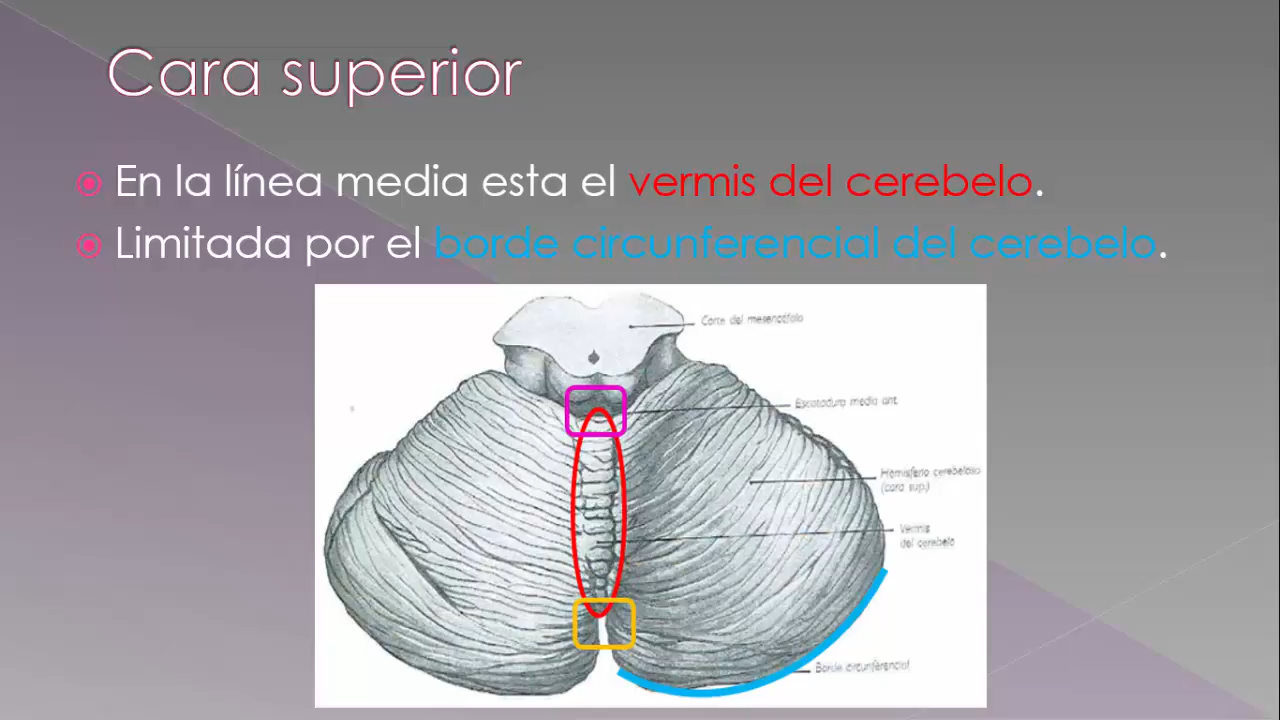 Cara superior
En la línea media esta el vermis del cerebelo.
Limitada por el borde circunferencial del cerebelo.
Corte del mesencéfalo
Escotadura media ant.
Hemisferio cerebeloso
(cara sup.)
Vermis
del cerebelo
Borde circunferencial